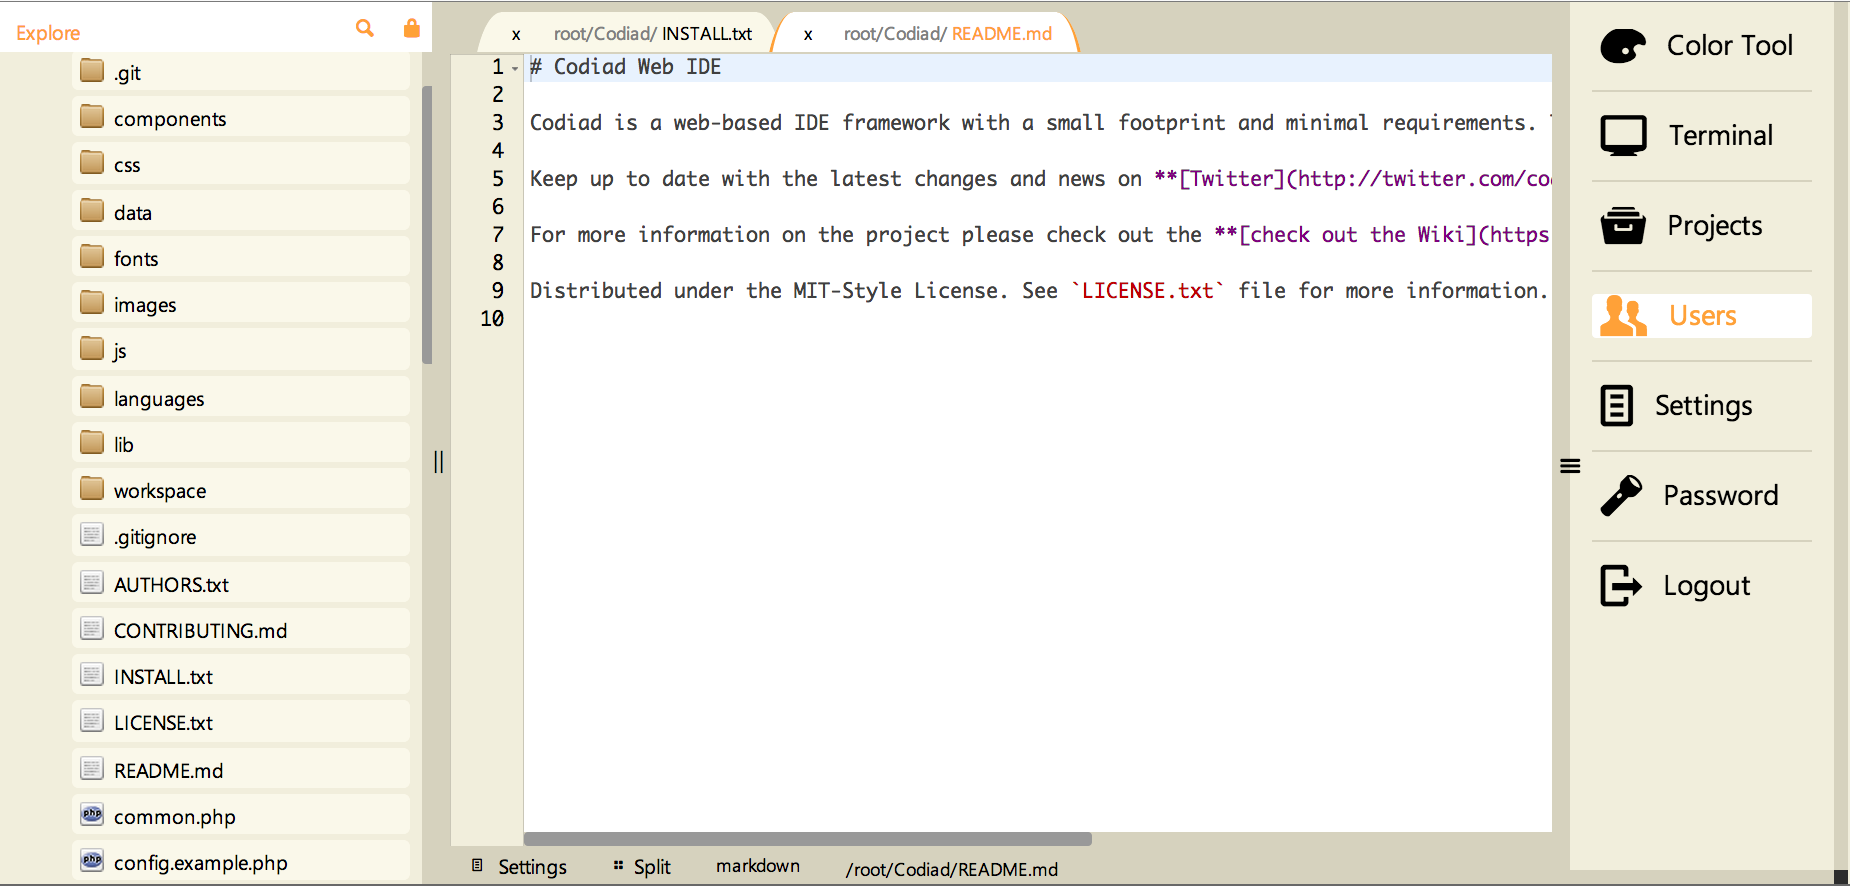 Explore
.git
components
css
data
fonts
images
js
languages
lib
workspace
.gitignore
AUTHORS.txt
CONTRIBUTING.md
INSTALL.txt
LICENSE.txt
README.md
common.php
config.example.php
x root/Codiad/ INSTALL.txt
x root/Codiad/ README.md
1 # Codiad Web IDE
2
3 Codiad is a web-based IDE framework with a small footprint and minimal requirements.
4
5 Keep up to date with the latest changes and news on **[Twitter](http://twitter.com/co
6
7 For more information on the project please check out the **[check out the Wiki](https
8
9 Distributed under the MIT-Style License. See `LICENSE.txt` file for more information.
10
Settings Split markdown /root/Codiad/README.md
Color Tool
Terminal
Projects
Users
Settings
Password
Logout